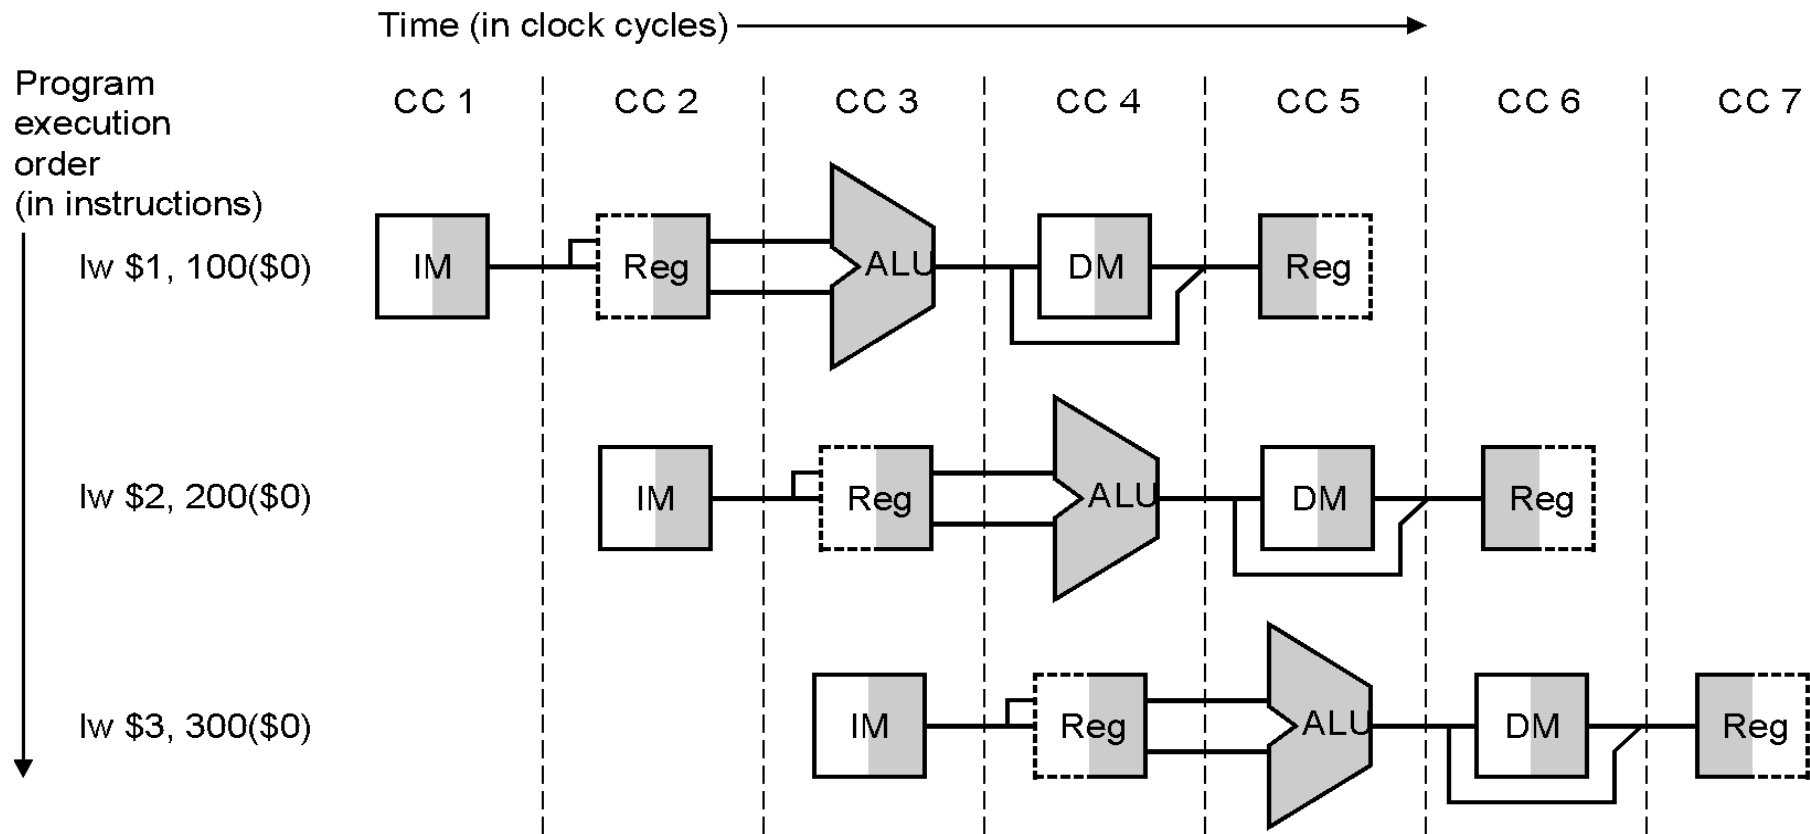 Time (in clock cycles)
Program
execution
order
(in instructions)
CC 1 CC 2 CC 3 CC 4 CC 5 CC 6 CC 7
lw $1, 100($0) IM Reg ALU DM Reg
lw $2, 200($0) IM Reg ALU DM Reg
lw $3, 300($0) IM Reg ALU DM Reg